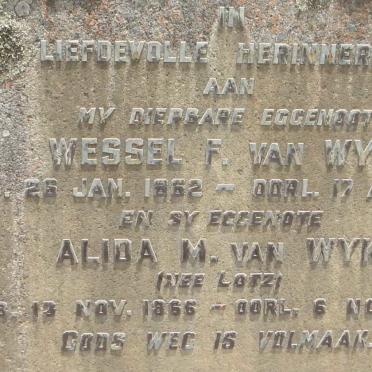 IN
LIEFDEVOLLE HERINNER
AAN
MY DIERBARE EGGENOOT
WESSEL F. VAN WY
26 JAN. 1862 – OORL. 17
EN SY EGGENOTE
ALIDA M. VAN WYK
(NEE LOTZ)
13 NOV. 1866 – OORL. 6 NO
GODS WEG IS VOLMAAK.